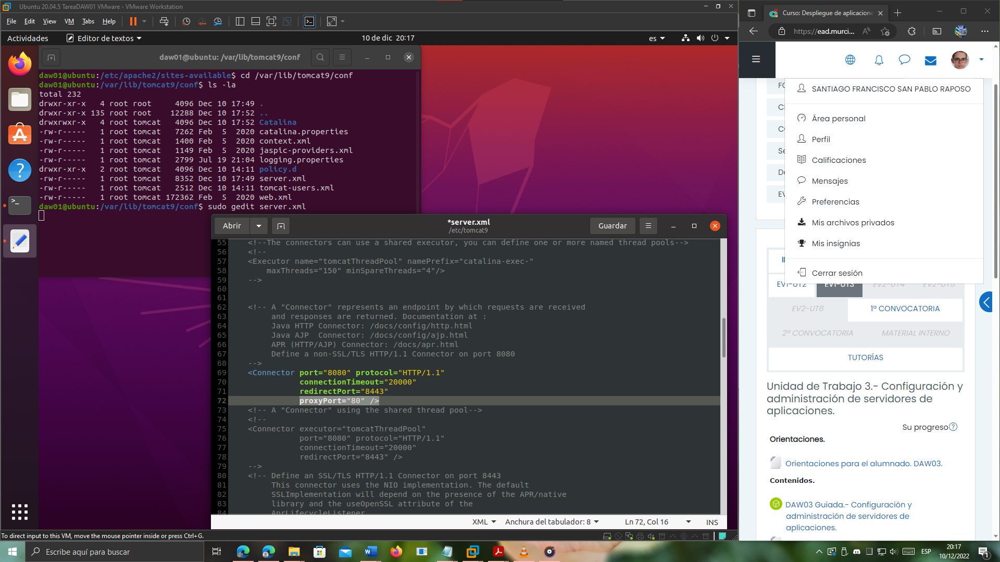 Ubuntu 20.04.5 TareaDAW01 VMware - VMware Workstation
File Edit View VM Tabs Help
Actividades Editor de textos 10 de dic 20:17 es
daw01@ubuntu: /var/lib/tomcat9/conf
daw01@ubuntu:/etc/apache2/sites-available$ cd /var/lib/tomcat9/conf
daw01@ubuntu:/var/lib/tomcat9/conf$ ls -la
total 232
drwxr-xr-x   4 root root     4096 Dec 10 17:49 .
drwxr-xr-x 135 root root    12288 Dec 10 17:52 ..
drwxrwxr-x   4 root tomcat   4096 Dec 10 17:52 Catalina
-rw-r-----   1 root tomcat   7262 Feb  5  2020 catalina.properties
-rw-r-----   1 root tomcat   1400 Feb  5  2020 context.xml
-rw-r-----   1 root tomcat   1149 Feb  5  2020 jaspic-providers.xml
-rw-r-----   1 root tomcat   2799 Jul 19 21:04 logging.properties
drwxr-xr-x   2 root tomcat   4096 Dec 10 14:11 policy.d
-rw-r-----   1 root tomcat   8352 Dec 10 17:49 server.xml
-rw-r-----   1 root tomcat   2512 Dec 10 14:11 tomcat-users.xml
-rw-r-----   1 root tomcat 172362 Feb  5  2020 web.xml
daw01@ubuntu:/var/lib/tomcat9/conf$ sudo gedit server.xml
Abrir *server.xml Guardar
/etc/tomcat9
55 <!--The connectors can use a shared executor, you can define one or more named thread pools-->
56 <!--
57 <Executor name="tomcatThreadPool" namePrefix="catalina-exec-"
58 maxThreads="150" minSpareThreads="4"/>
59 -->
60
61
62 <!-- A "Connector" represents an endpoint by which requests are received
63 and responses are returned. Documentation at :
64 Java HTTP Connector: /docs/config/http.html
65 Java AJP  Connector: /docs/config/ajp.html
66 APR (HTTP/AJP) Connector: /docs/apr.html
67 Define a non-SSL/TLS HTTP/1.1 Connector on port 8080
68 -->
69 <Connector port="8080" protocol="HTTP/1.1"
70 connectionTimeout="20000"
71 redirectPort="8443"
72 proxyPort="80" />
73 <!-- A "Connector" using the shared thread pool-->
74 <!--
75 <Connector executor="tomcatThreadPool"
76 port="8080" protocol="HTTP/1.1"
77 connectionTimeout="20000"
78 redirectPort="8443" />
79 -->
80 <!-- Define an SSL/TLS HTTP/1.1 Connector on port 8443
81 This connector uses the NIO implementation. The default
82 SSLImplementation will depend on the presence of the APR/native
83 library and the useOpenSSL attribute of the
84 AprLifecycleListener
XML Anchura del tabulador: 8 Ln 72, Col 16 INS
To direct input to this VM, move the mouse pointer inside or press Ctrl+G.
Curso: Despliegue de aplicacione
https://ead.murci...
SANTIAGO FRANCISCO SAN PABLO RAPOSO
Área personal
Perfil
Calificaciones
Mensajes
Preferencias
Mis archivos privados
Mis insignias
Cerrar sesión
EV1-UT2 EV1-UT3 EV2-UT4 EV2-UT5
EV2-UT6 1ª CONVOCATORIA
2ª CONVOCATORIA MATERIAL INTERNO
TUTORÍAS
Unidad de Trabajo 3.- Configuración y
administración de servidores de
aplicaciones.
Su progreso
Orientaciones.
Orientaciones para el alumnado. DAW03.
Contenidos.
DAW03 Guiada.- Configuración y
administración de servidores de
aplicaciones.
Escribe aquí para buscar
ESP
20:17
10/12/2022
1